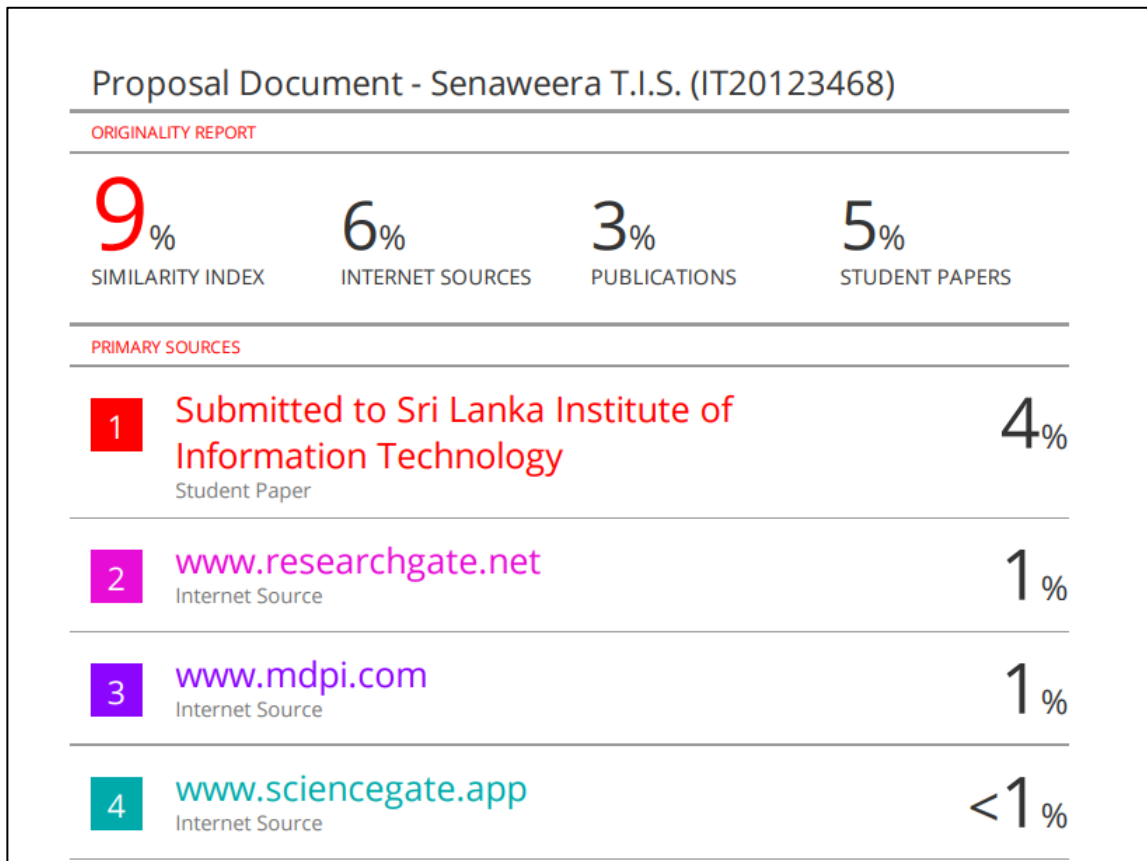 Proposal Document - Senaweera T.I.S. (IT20123468)
ORIGINALITY REPORT
9% 6% 3% 5%
SIMILARITY INDEX INTERNET SOURCES PUBLICATIONS STUDENT PAPERS
PRIMARY SOURCES
1 Submitted to Sri Lanka Institute of 4%
Information Technology
Student Paper
2 www.researchgate.net 1%
Internet Source
3 www.mdpi.com 1%
Internet Source
4 www.sciencegate.app <1%
Internet Source